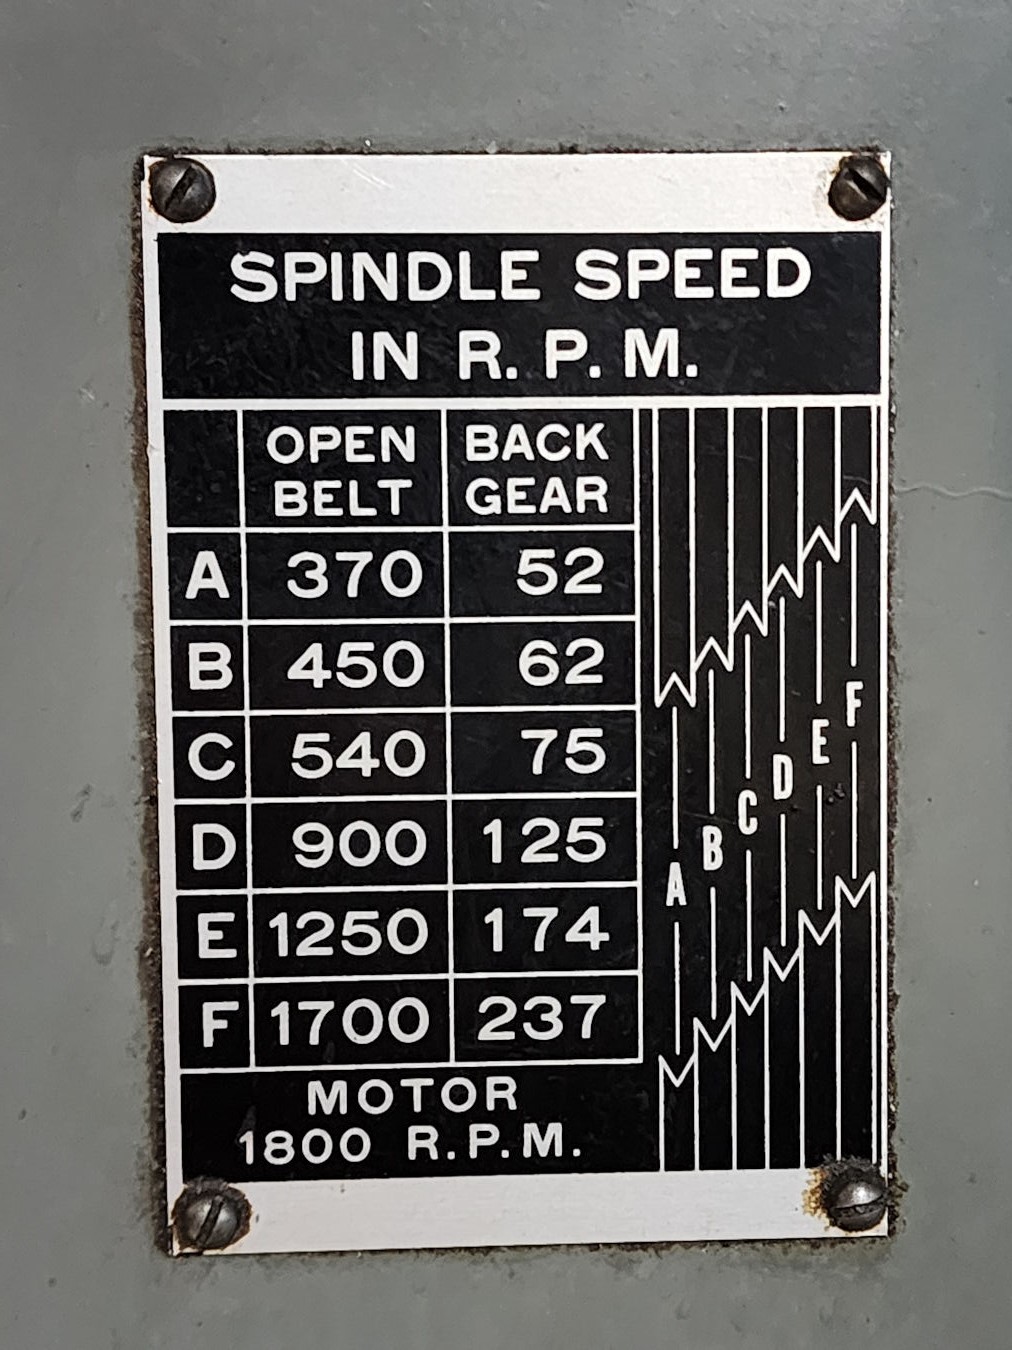 SPINDLE SPEED
IN R. P. M.
OPEN BELT BACK GEAR
A 370 52
B 450 62
C 540 75
D 900 125
E 1250 174
F 1700 237
MOTOR
1800 R.P.M.
A B C D E F